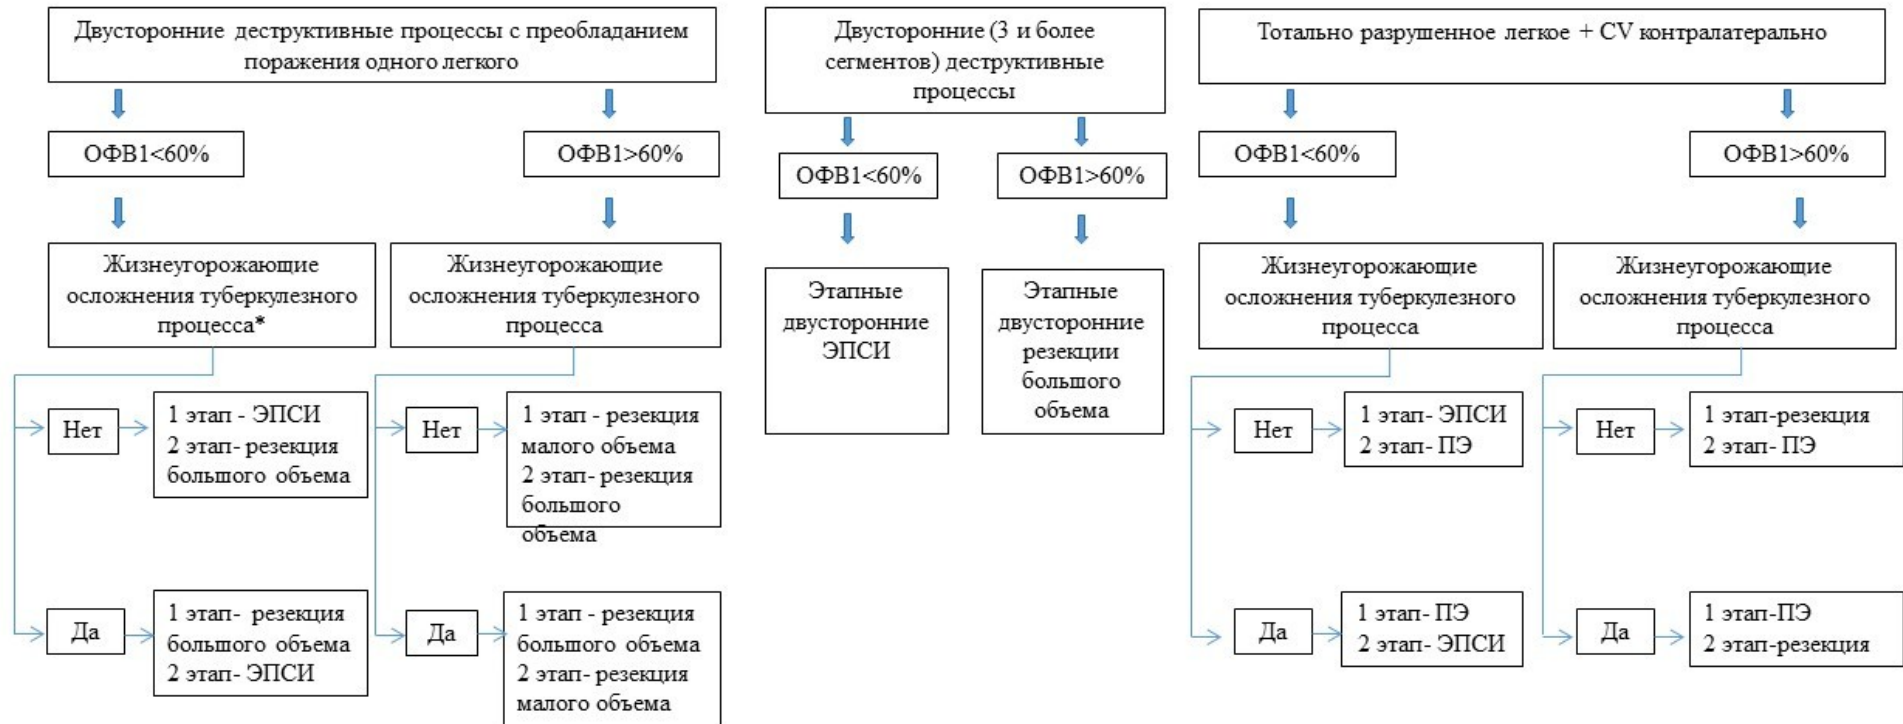 Двусторонние деструктивные процессы с преобладанием
поражения одного легкого
ОФВ1<60%
ОФВ1>60%
Жизнеугорожающие
осложнения туберкулезного
процесса*
Жизнеугорожающие
осложнения туберкулезного
процесса
Нет
1 этап - ЭПСИ
2 этап- резекция
большого объема
Нет
1 этап - резекция
малого объема
2 этап- резекция
большого
объема
Да
1 этап- резекция
большого объема
2 этап- ЭПСИ
Да
1 этап - резекция
большого объема
2 этап- резекция
малого объема
Двусторонние (3 и более
сегментов) деструктивные
процессы
ОФВ1<60%
ОФВ1>60%
Этапные
двусторонние
ЭПСИ
Этапные
двусторонние
резекции
большого
объема
Тотально разрушенное легкое + CV контралатерально
ОФВ1<60%
ОФВ1>60%
Жизнеугорожающие
осложнения туберкулезного
процесса
Жизнеугорожающие
осложнения туберкулезного
процесса
Нет
1 этап- ЭПСИ
2 этап- ПЭ
Нет
1 этап-резекция
2 этап- ПЭ
Да
1 этап- ПЭ
2 этап- ЭПСИ
Да
1 этап-ПЭ
2 этап-резекция